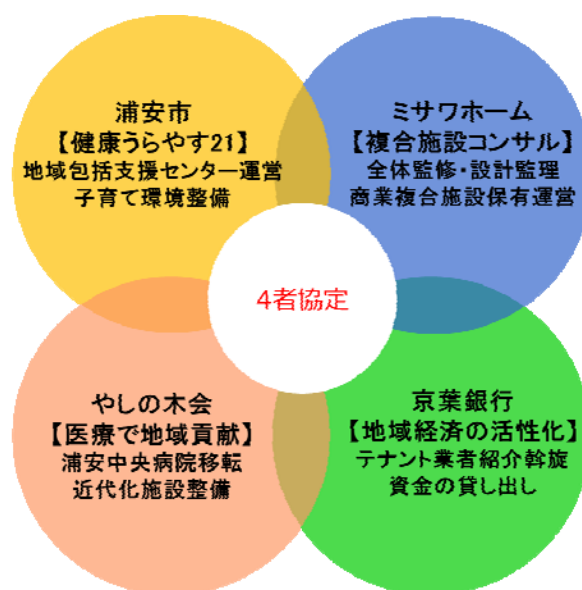 浦安市
【健康うらやす21】
地域包括支援センター運営
子育て環境整備
ミサワホーム
【複合施設コンサル】
全体監修・設計監理
商業複合施設保有運営
4者協定
やしの木会
【医療で地域貢献】
浦安中央病院移転
近代化施設整備
京葉銀行
【地域経済の活性化】
テナント業者紹介斡旋
資金の貸し出し